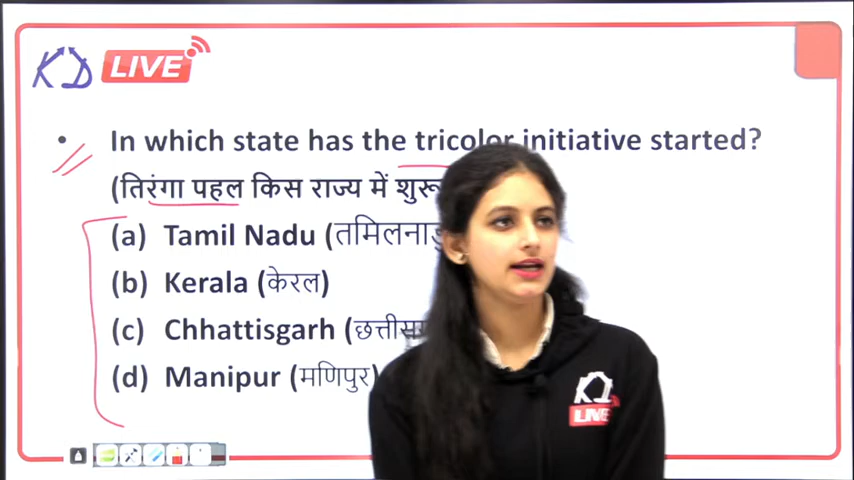 KD LIVE
• In which state has the tricolor initiative started?
(तिरंगा पहल किस राज्य में शुरू
(a) Tamil Nadu (तमिलनाडु
(b) Kerala (केरल)
(c) Chhattisgarh (छत्तीसग
(d) Manipur (मणिपुर)
KD
LIVE